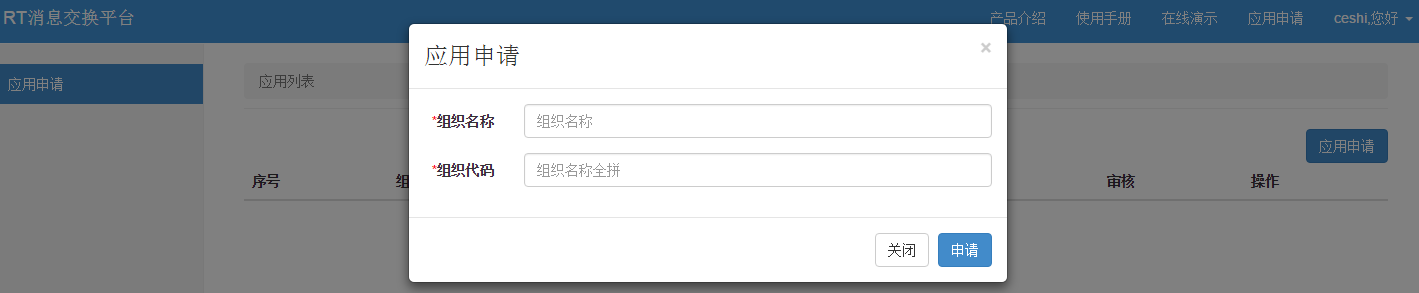 RT消息交换平台
产品介绍 使用手册 在线演示 应用申请 ceshi,您好
应用申请
应用列表
应用申请
×
*组织名称 组织名称
*组织代码 组织名称全拼
关闭 申请
应用申请
序号 组 审核 操作